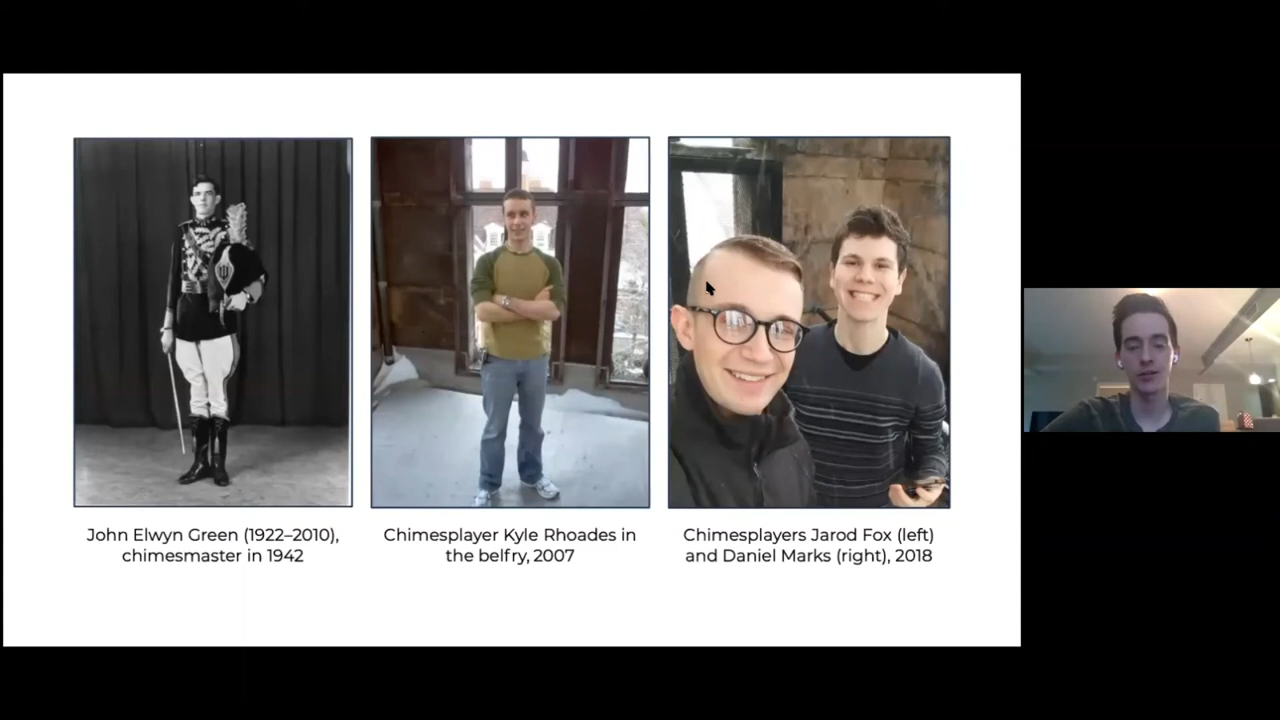 John Elwyn Green (1922–2010),
chimesmaster in 1942
Chimesplayer Kyle Rhoades in
the belfry, 2007
Chimesplayers Jarod Fox (left)
and Daniel Marks (right), 2018